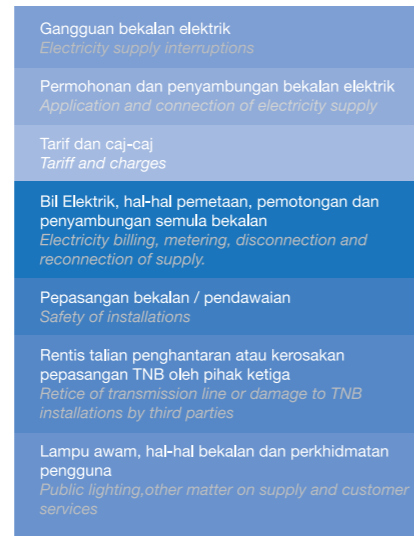 Gangguan bekalan elektrik
Electricity supply interruptions
Permohonan dan penyambungan bekalan elektrik
Application and connection of electricity supply
Tarif dan caj-caj
Tariff and charges
Bil Elektrik, hal-hal pemetaan, pemotongan dan
penyambungan semula bekalan
Electricity billing, metering, disconnection and
reconnection of supply.
Pepasangan bekalan / pendawaian
Safety of installations
Rentis talian penghantaran atau kerosakan
pepasangan TNB oleh pihak ketiga
Retice of transmission line or damage to TNB
installations by third parties
Lampu awam, hal-hal bekalan dan perkhidmatan
pengguna
Public lighting,other matter on supply and customer
services